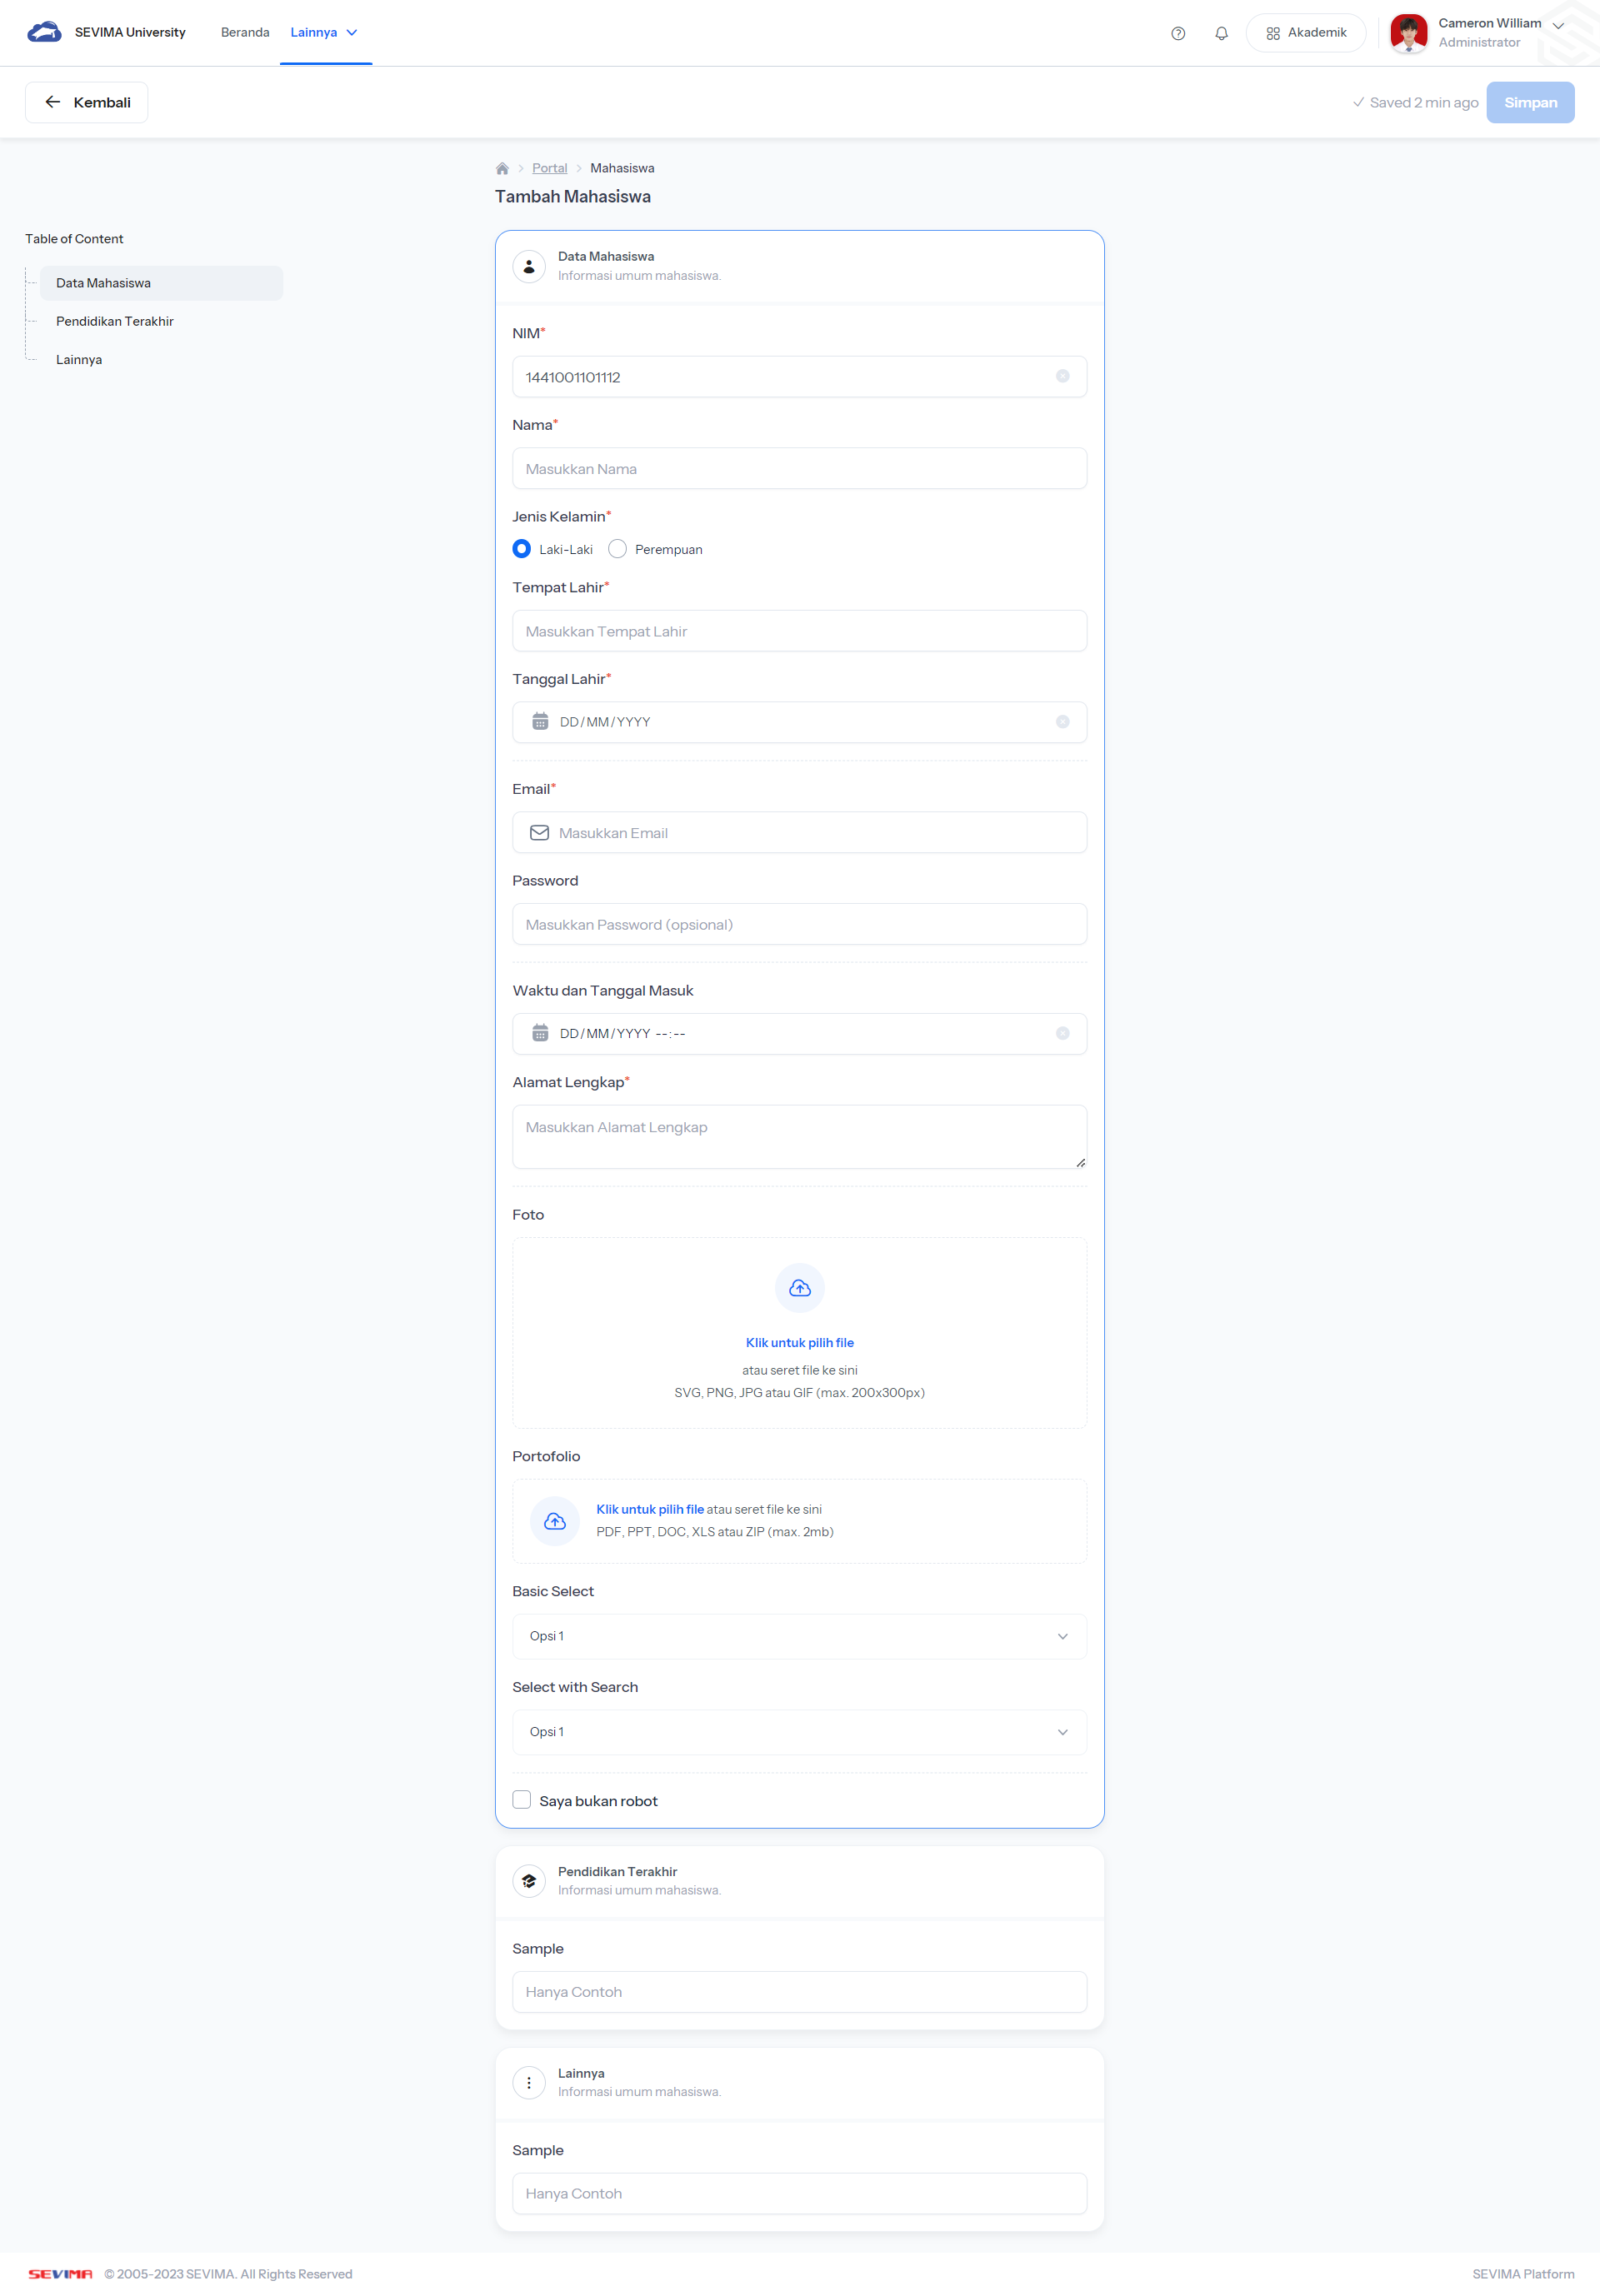 SEVIMA University
Beranda
Lainnya
Akademik
Cameron William
Administrator
Kembali
Saved 2 min ago
Simpan
Portal
Mahasiswa
Tambah Mahasiswa
Table of Content
Data Mahasiswa
Pendidikan Terakhir
Lainnya
Data Mahasiswa
Informasi umum mahasiswa.
NIM*
1441001101112
Nama*
Masukkan Nama
Jenis Kelamin*
Laki-Laki
Perempuan
Tempat Lahir*
Masukkan Tempat Lahir
Tanggal Lahir*
DD/MM/YYYY
Email*
Masukkan Email
Password
Masukkan Password (opsional)
Waktu dan Tanggal Masuk
DD/MM/YYYY --:--
Alamat Lengkap*
Masukkan Alamat Lengkap
Foto
Klik untuk pilih file
atau seret file ke sini
SVG, PNG, JPG atau GIF (max. 200x300px)
Portofolio
Klik untuk pilih file atau seret file ke sini
PDF, PPT, DOC, XLS atau ZIP (max. 2mb)
Basic Select
Opsi 1
Select with Search
Opsi 1
Saya bukan robot
Pendidikan Terakhir
Informasi umum mahasiswa.
Sample
Hanya Contoh
Lainnya
Informasi umum mahasiswa.
Sample
Hanya Contoh
SEVIMA © 2005-2023 SEVIMA. All Rights Reserved
SEVIMA Platform